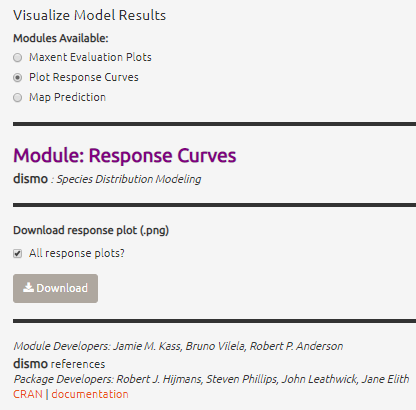 Visualize Model Results
Modules Available:
Maxent Evaluation Plots
Plot Response Curves
Map Prediction
Module: Response Curves
dismo : Species Distribution Modeling
Download response plot (.png)
All response plots?
Download
Module Developers: Jamie M. Kass, Bruno Vilela, Robert P. Anderson
dismo references
Package Developers: Robert J. Hijmans, Steven Phillips, John Leathwick, Jane Elith
CRAN | documentation